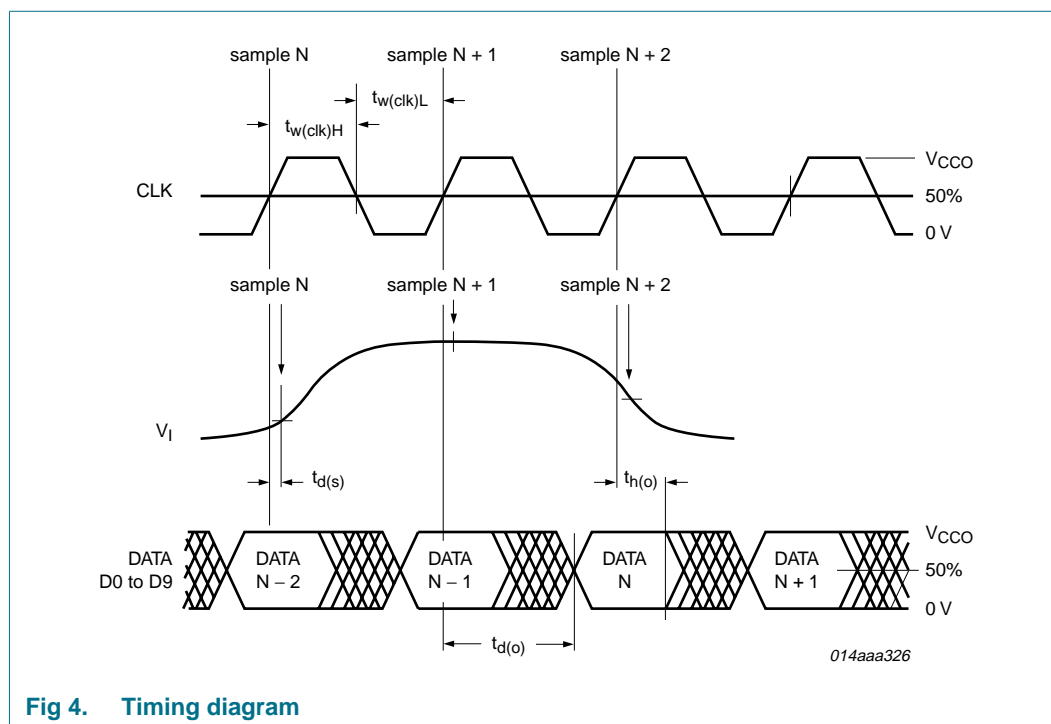 sample N
sample N + 1
sample N + 2
tw(clk)L
tw(clk)H
VCCO
CLK
50%
0 V
sample N
sample N + 1
sample N + 2
VI
td(s)
th(o)
VCCO
DATA
D0 to D9
DATA
N − 2
DATA
N − 1
DATA
N
DATA
N + 1
50%
0 V
td(o)
014aaa326
Fig 4. Timing diagram